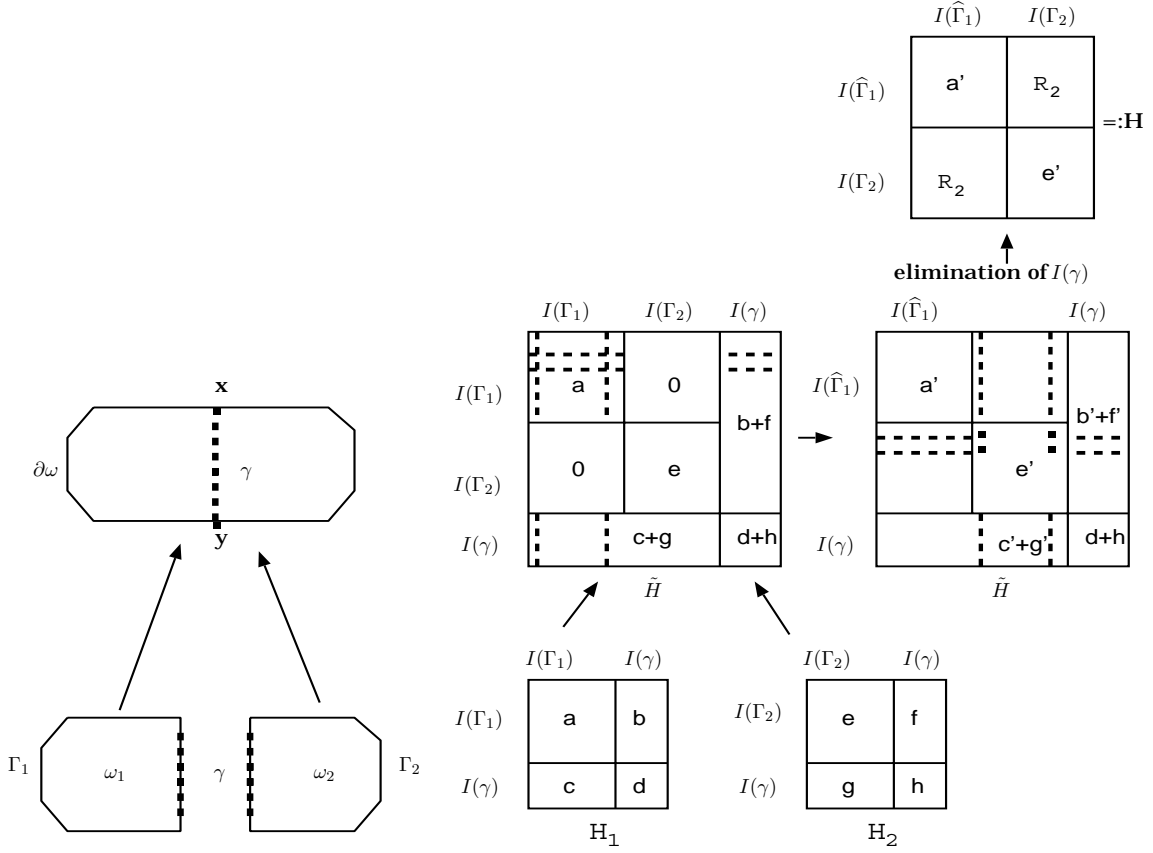 I(Γ̂₁) I(Γ₂)
I(Γ̂₁) a' R₂
=:H
I(Γ₂) R₂ e'
elimination of I(γ)
I(Γ₁) I(Γ₂) I(γ)
I(Γ₁) a 0
b+f
I(Γ₂) 0 e
I(γ) c+g d+h
H̃
I(Γ̂₁) I(γ)
I(Γ̂₁) a'
b'+f'
e'
I(γ) c'+g' d+h
H̃
x
∂ω γ
y
Γ₁ ω₁ γ ω₂ Γ₂
I(Γ₁) I(γ)
I(Γ₁) a b
I(γ) c d
H₁
I(Γ₂) I(γ)
I(Γ₂) e f
I(γ) g h
H₂